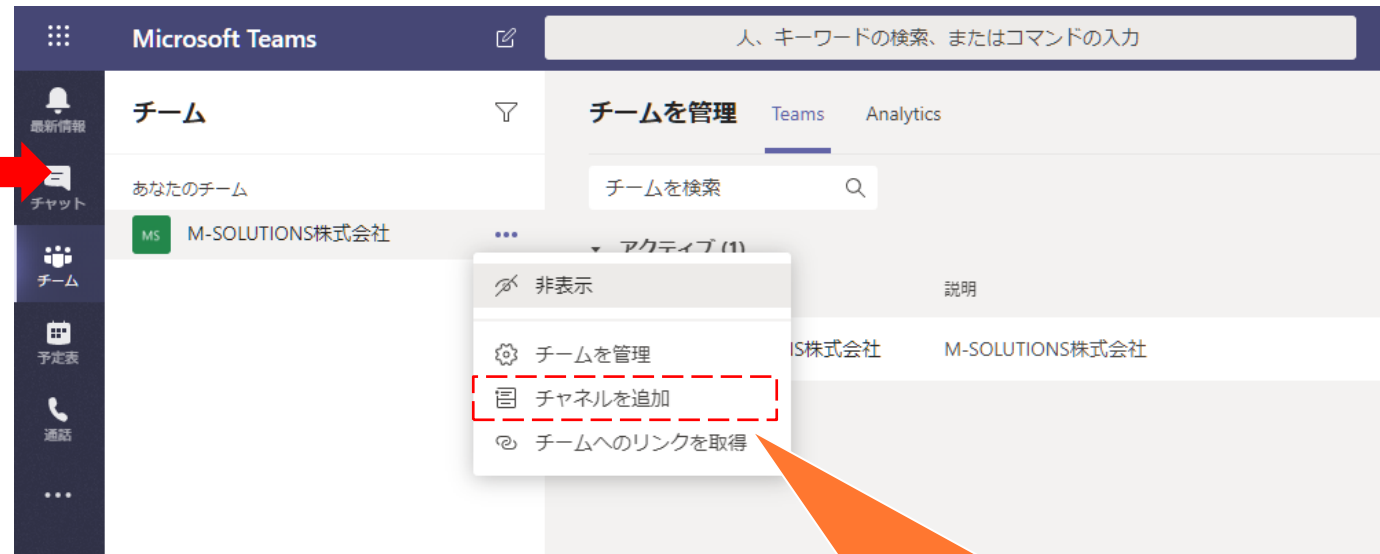 Microsoft Teams
人、キーワードの検索、またはコマンドの入力
最新情報
チーム
チームを管理 Teams Analytics
チャット
あなたのチーム
チームを検索
MS M-SOLUTIONS株式会社
チーム
アクティブ (1)
非表示
説明
予定表
チームを管理
S株式会社 M-SOLUTIONS株式会社
チャネルを追加
通話
チームへのリンクを取得